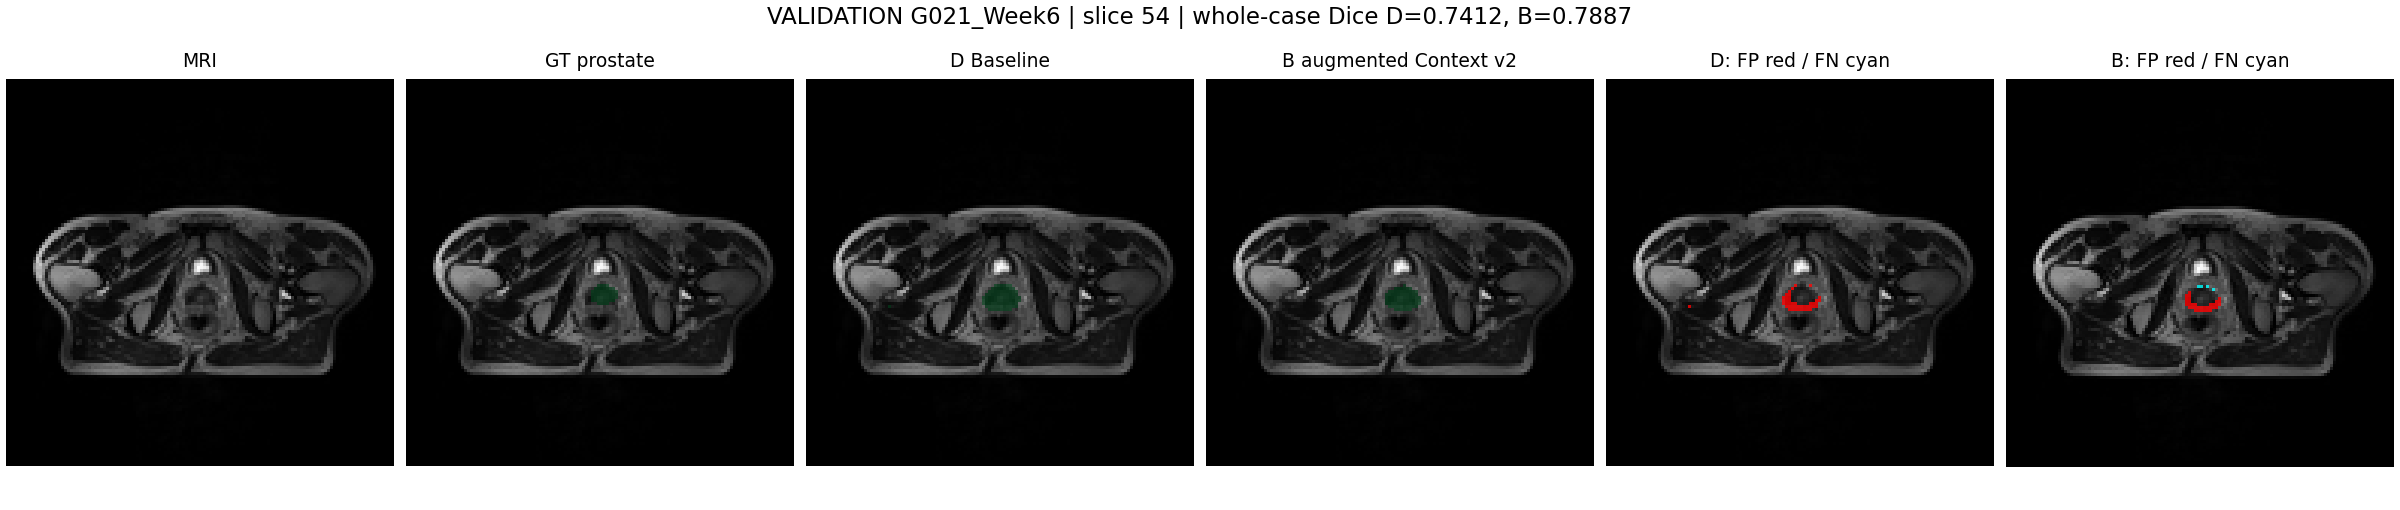 VALIDATION G021_Week6 | slice 54 | whole-case Dice D=0.7412, B=0.7887
MRI
GT prostate
D Baseline
B augmented Context v2
D: FP red / FN cyan
B: FP red / FN cyan